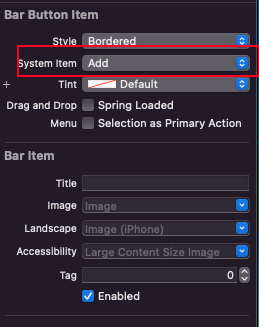 Bar Button Item
Style Bordered
System Item Add
+ Tint Default
Drag and Drop Spring Loaded
Menu Selection as Primary Action
Bar Item
Title
Image Image
Landscape Image (iPhone)
Accessibility Large Content Size Image
Tag 0
Enabled